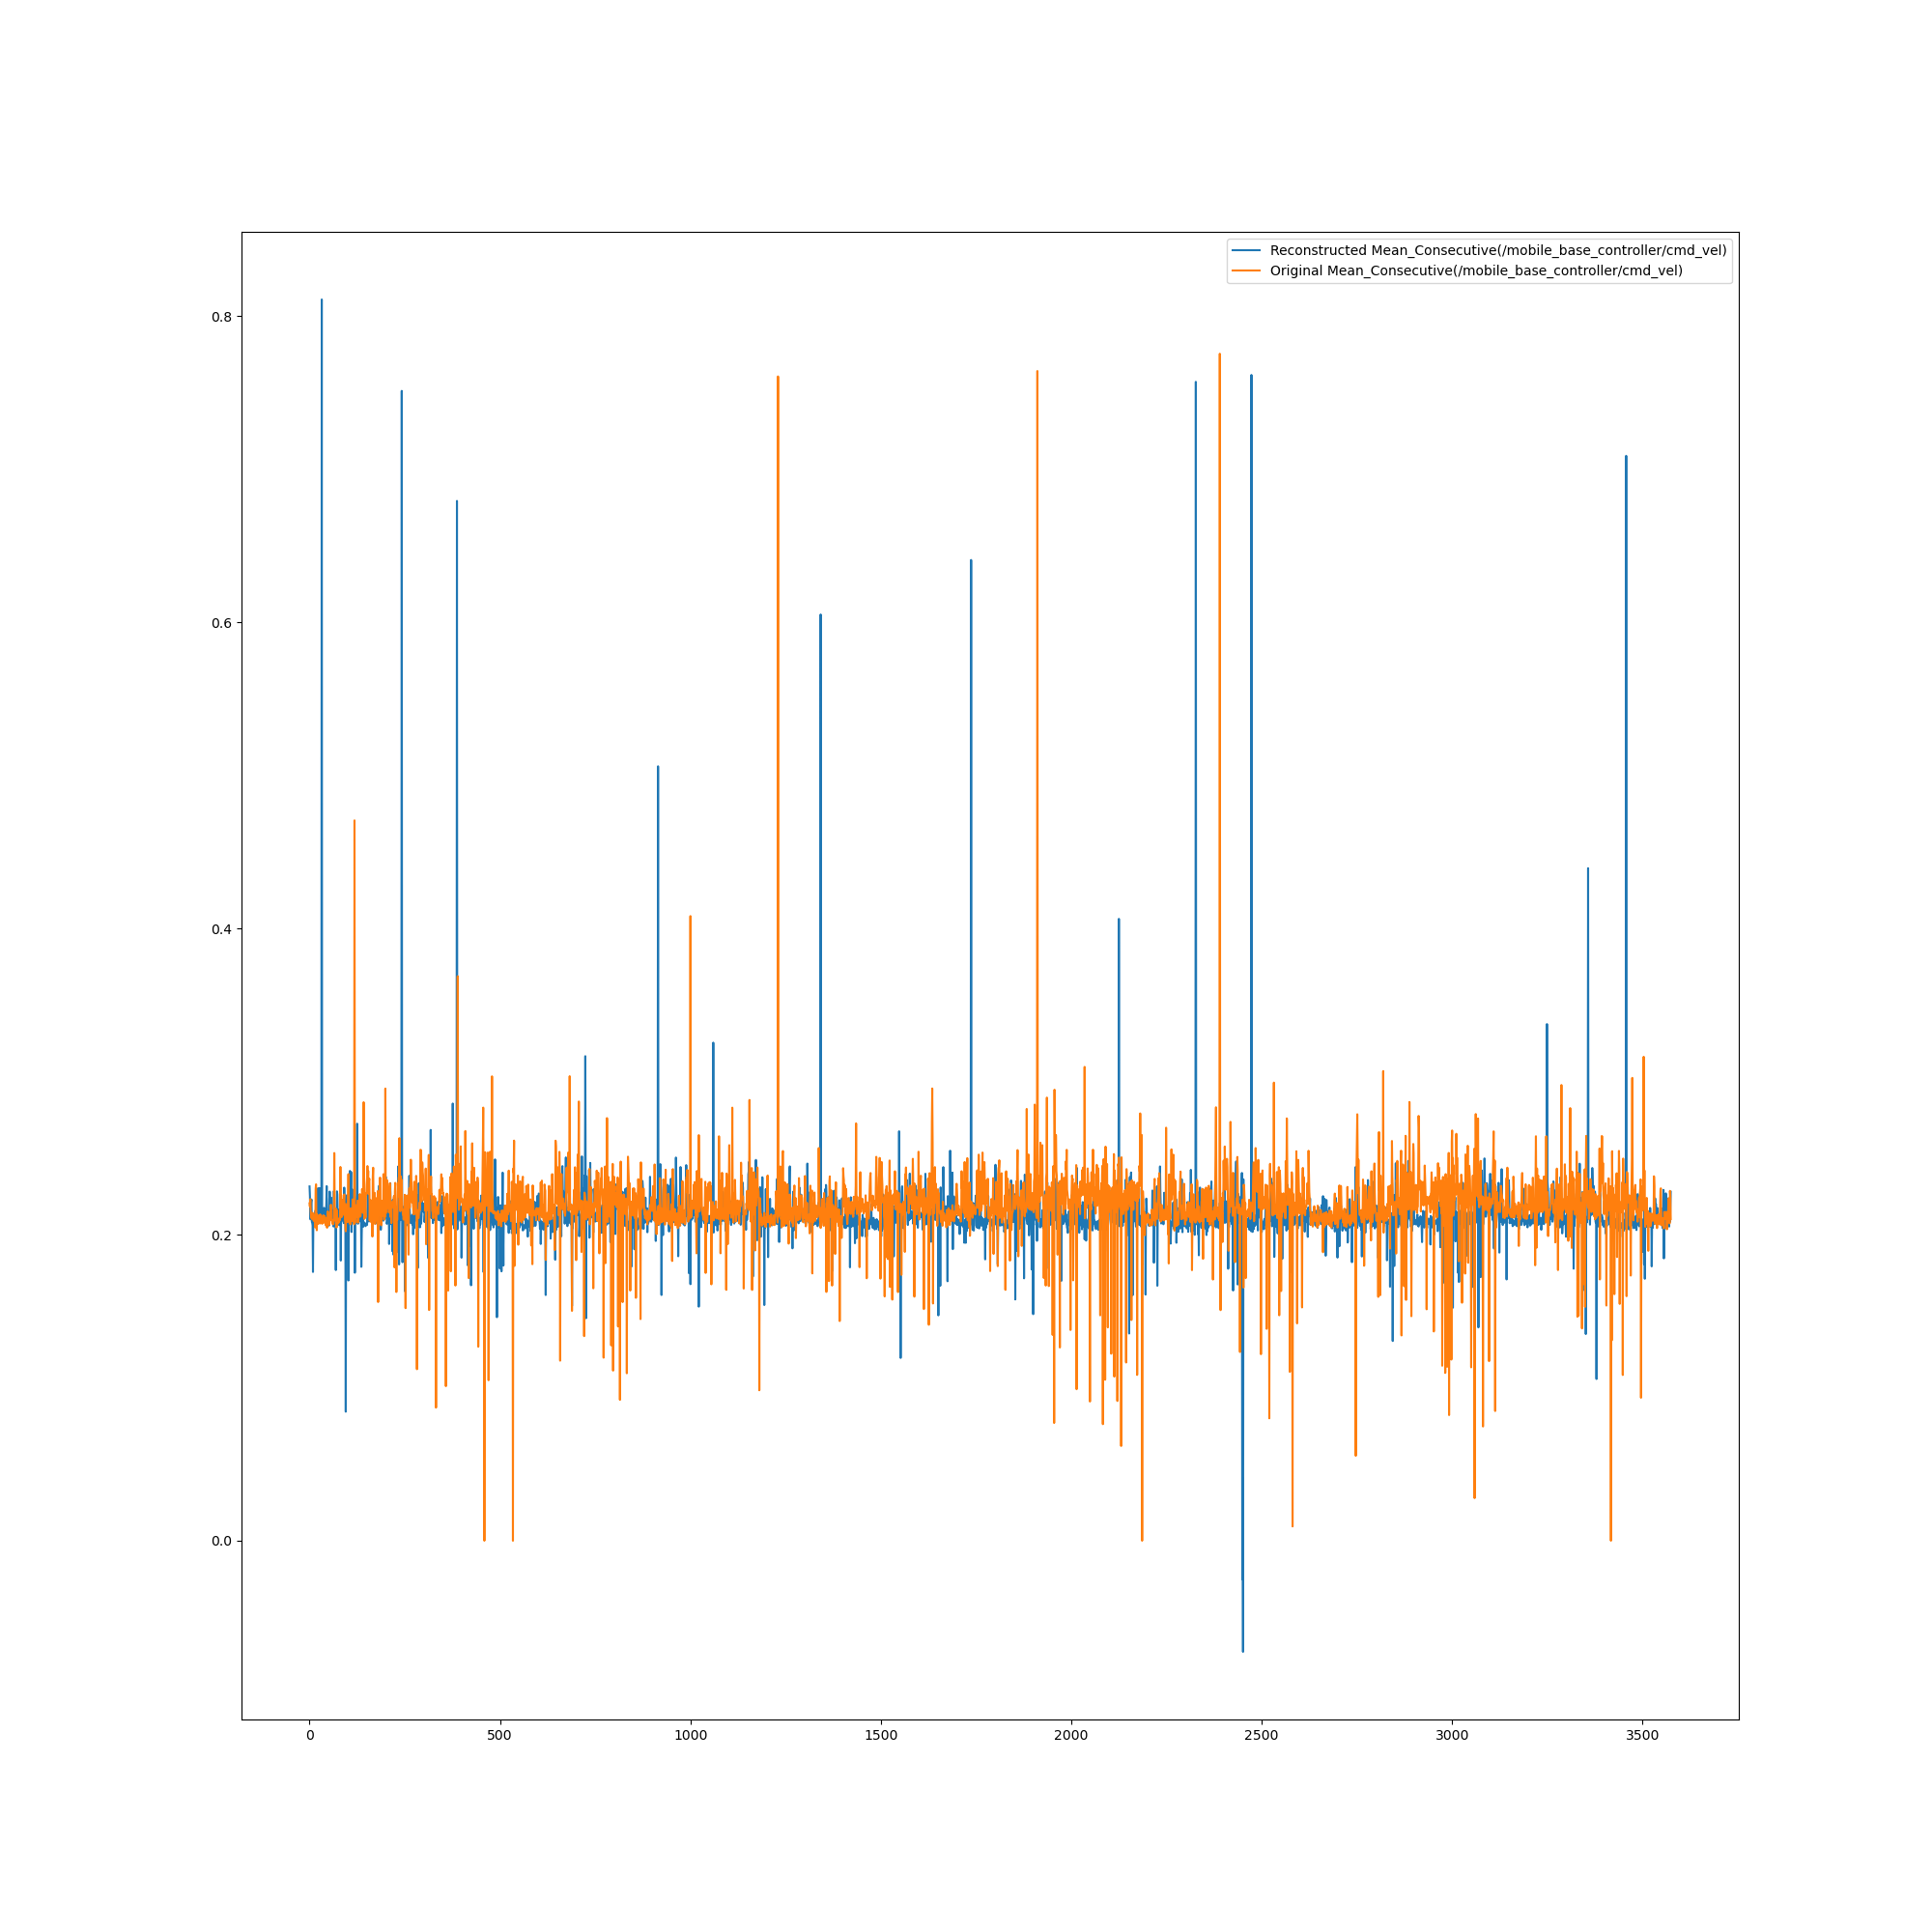 Reconstructed Mean_Consecutive(/mobile_base_controller/cmd_vel)
Original Mean_Consecutive(/mobile_base_controller/cmd_vel)
0.8
0.6
0.4
0.2
0.0
0 500 1000 1500 2000 2500 3000 3500